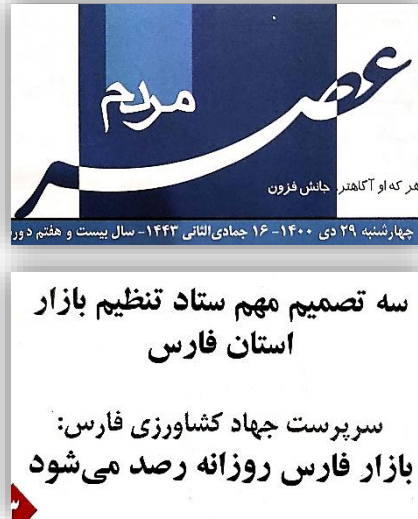 عصر
مردم
هر که او آگاهتر، جانش فزون
چهارشنبه ۲۹ دی ۱۴۰۰- ۱۶ جمادی‌الثانی ۱۴۴۳- سال بیست و هفتم
سه تصمیم مهم ستاد تنظیم بازار
استان فارس
سرپرست جهاد کشاورزی فارس:
بازار فارس روزانه رصد می‌شود
۳